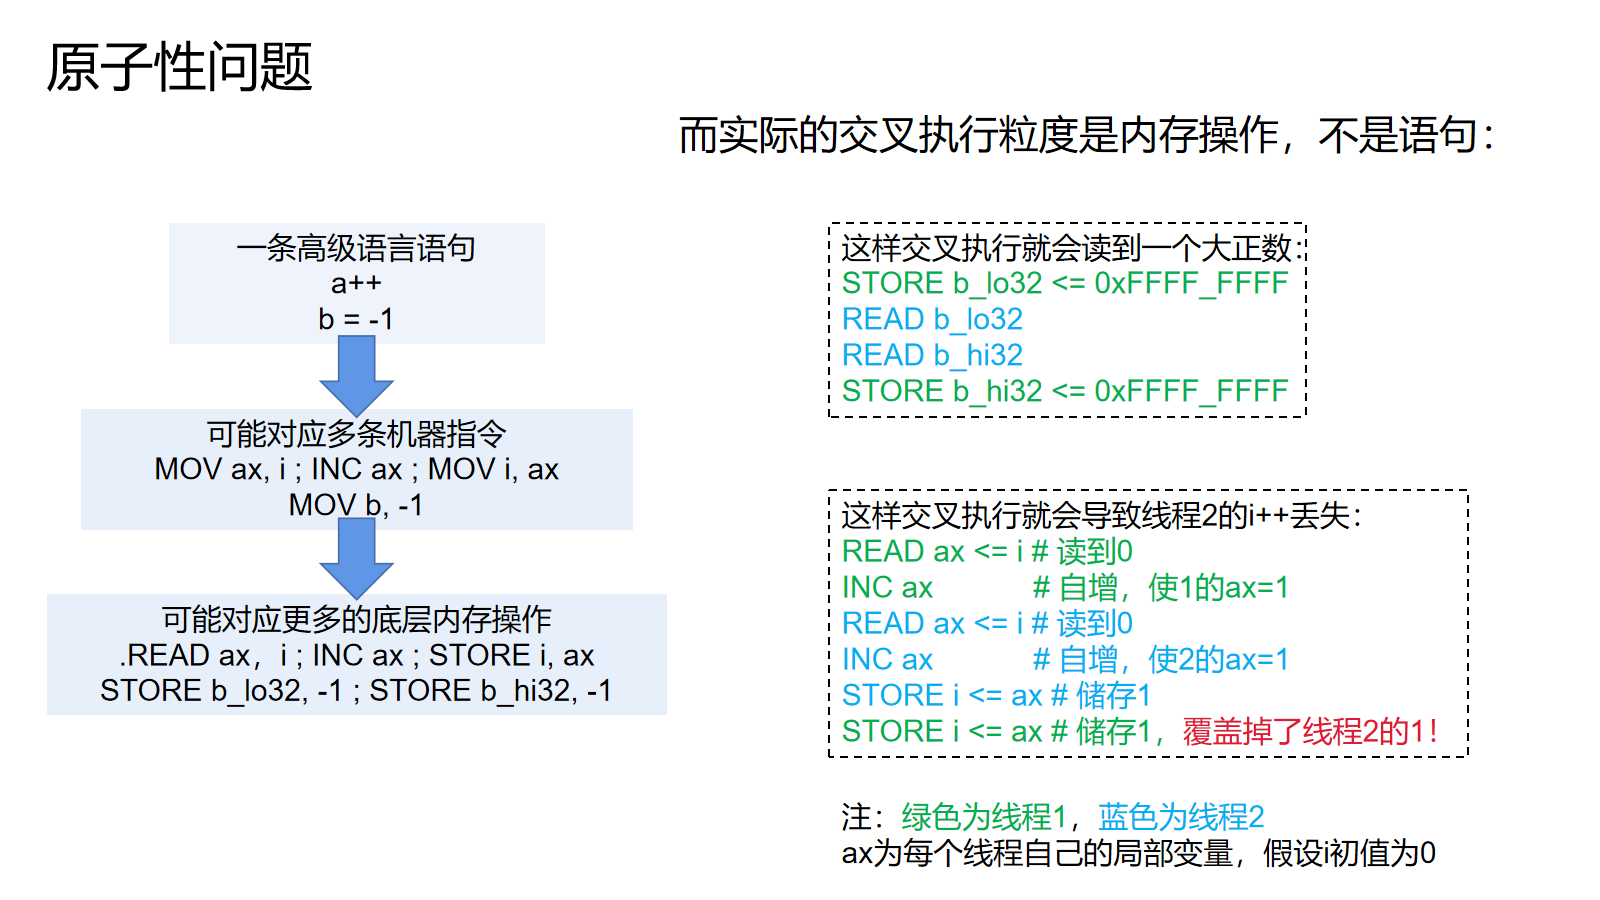 原子性问题
而实际的交叉执行粒度是内存操作，不是语句：
一条高级语言语句
a++
b = -1
可能对应多条机器指令
MOV ax, i ; INC ax ; MOV i, ax
MOV b, -1
可能对应更多的底层内存操作
.READ ax，i ; INC ax ; STORE i, ax
STORE b_lo32, -1 ; STORE b_hi32, -1
这样交叉执行就会读到一个大正数：
STORE b_lo32 <= 0xFFFF_FFFF
READ b_lo32
READ b_hi32
STORE b_hi32 <= 0xFFFF_FFFF
这样交叉执行就会导致线程2的i++丢失：
READ ax <= i # 读到0
INC ax # 自增，使1的ax=1
READ ax <= i # 读到0
INC ax # 自增，使2的ax=1
STORE i <= ax # 储存1
STORE i <= ax # 储存1，覆盖掉了线程2的1！
注：绿色为线程1，蓝色为线程2
ax为每个线程自己的局部变量，假设i初值为0